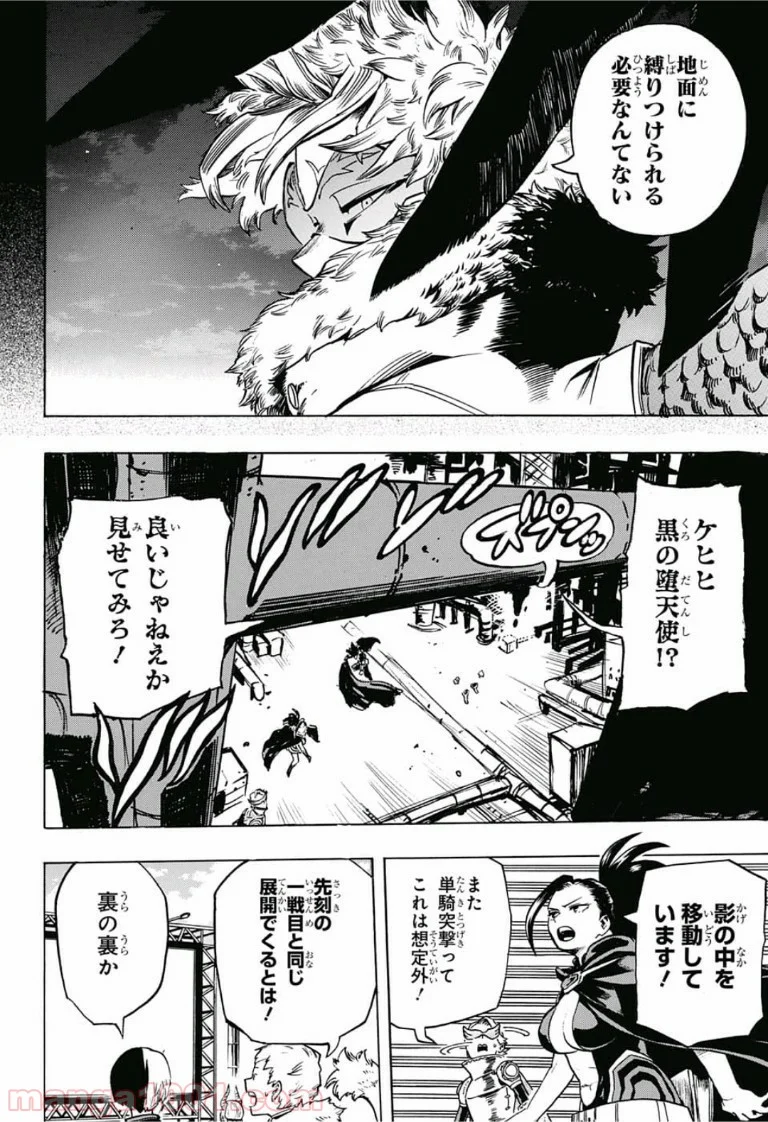 地面に
縛りつけられる
必要なんてない
ケヒヒ
黒の堕天使!?
ズプンッ
良いじゃねえか
見せてみろ！
影の中を
移動して
います！
また
単騎突撃って
これは想定外！
先刻の
一戦目と同じ
展開でくるとは！
裏の裏か